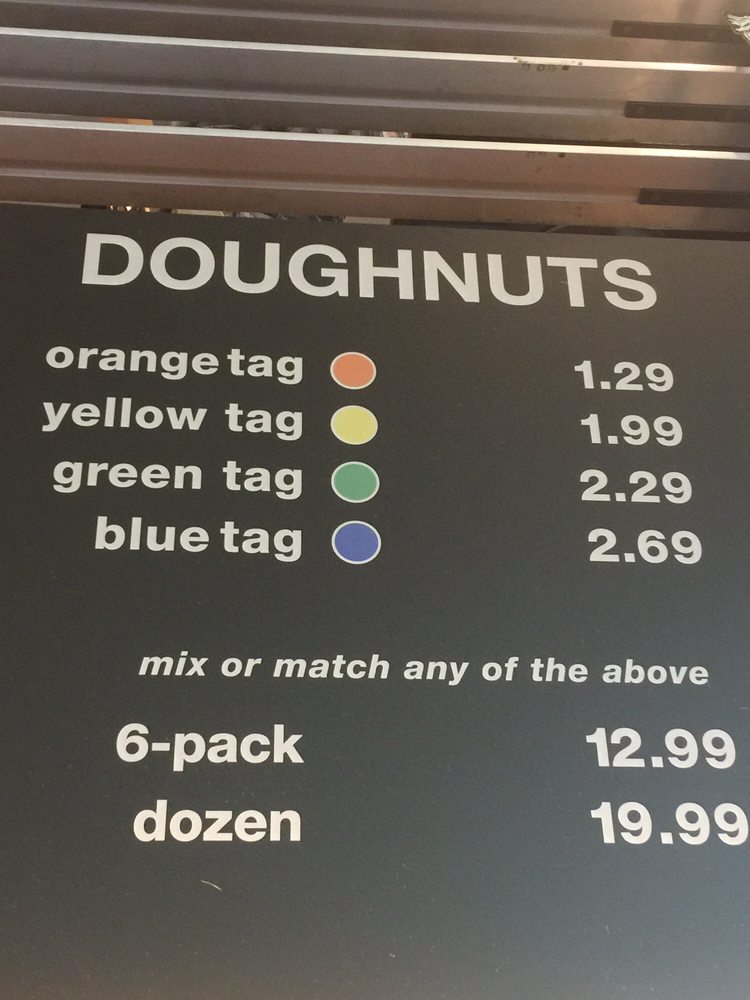 DOUGHNUTS
orange tag 1.29
yellow tag 1.99
green tag 2.29
blue tag 2.69
mix or match any of the above
6-pack 12.99
dozen 19.99